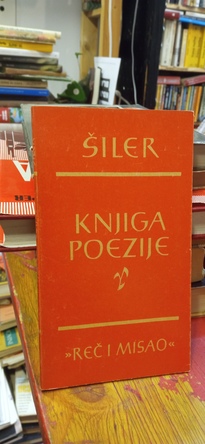 ŠILER
KNJIGA
POEZIJE
»REČ I MISAO«